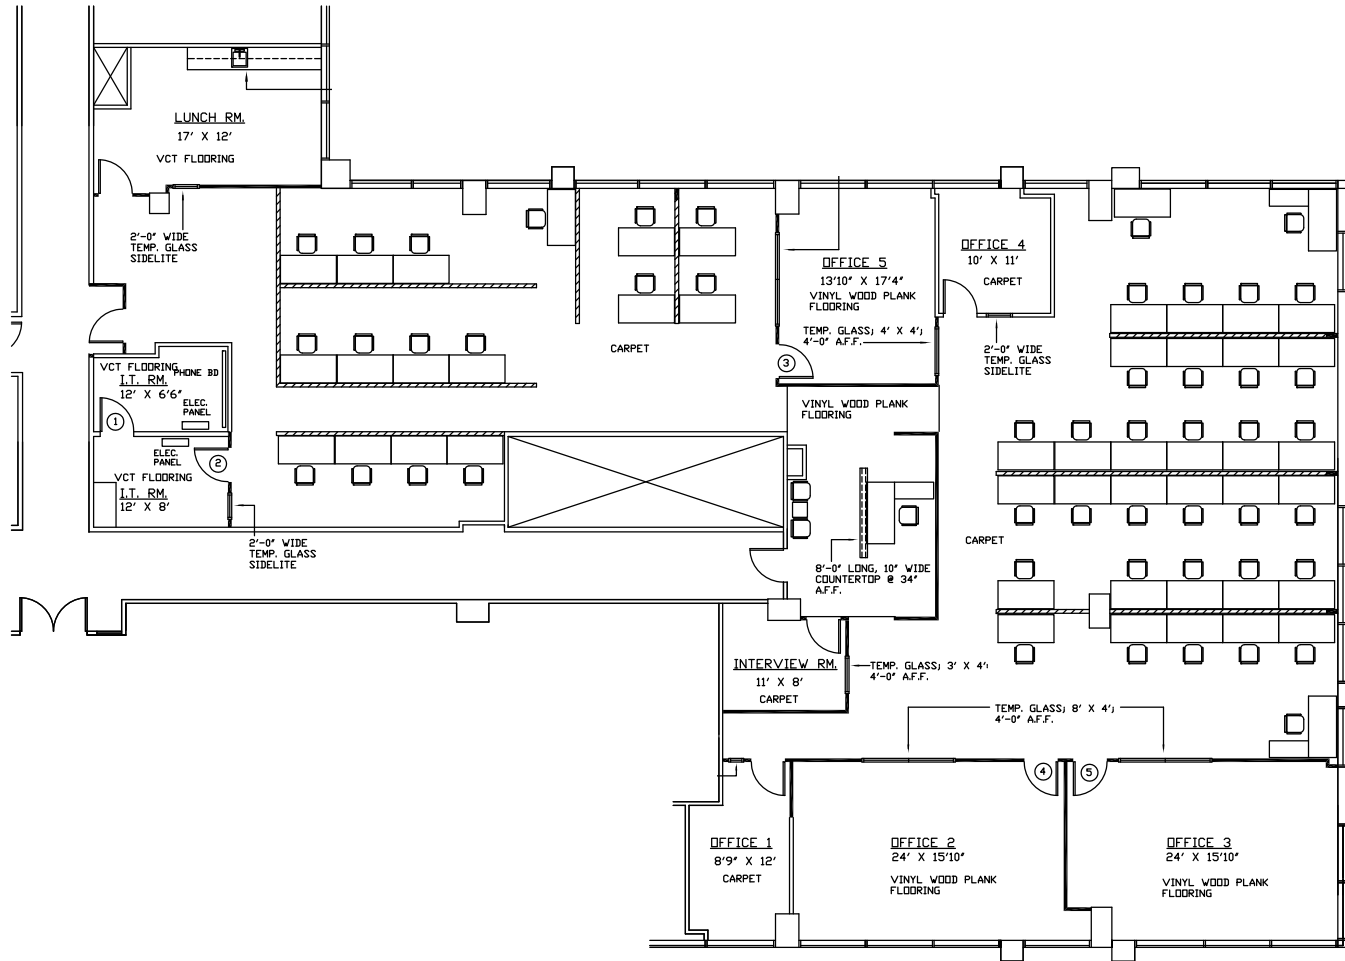 LUNCH RM.
17' X 12'
VCT FLOORING
2'-0" WIDE
TEMP. GLASS
SIDELITE
VCT FLOORING
PHONE BD
I.T. RM.
12' X 6'6"
ELEC.
PANEL
1
ELEC.
PANEL
2
VCT FLOORING
I.T. RM.
12' X 8'
2'-0" WIDE
TEMP. GLASS
SIDELITE
CARPET
OFFICE 5
13'10" X 17'4"
VINYL WOOD PLANK
FLOORING
TEMP. GLASS; 4' X 4';
4'-0" A.F.F.
3
OFFICE 4
10' X 11'
CARPET
2'-0" WIDE
TEMP. GLASS
SIDELITE
VINYL WOOD PLANK
FLOORING
8'-0" LONG, 10" WIDE
COUNTERTOP @ 34"
A.F.F.
CARPET
INTERVIEW RM.
11' X 8'
CARPET
TEMP. GLASS; 3' X 4';
4'-0" A.F.F.
TEMP. GLASS; 8' X 4';
4'-0" A.F.F.
4
5
OFFICE 1
8'9" X 12'
CARPET
OFFICE 2
24' X 15'10"
VINYL WOOD PLANK
FLOORING
OFFICE 3
24' X 15'10"
VINYL WOOD PLANK
FLOORING